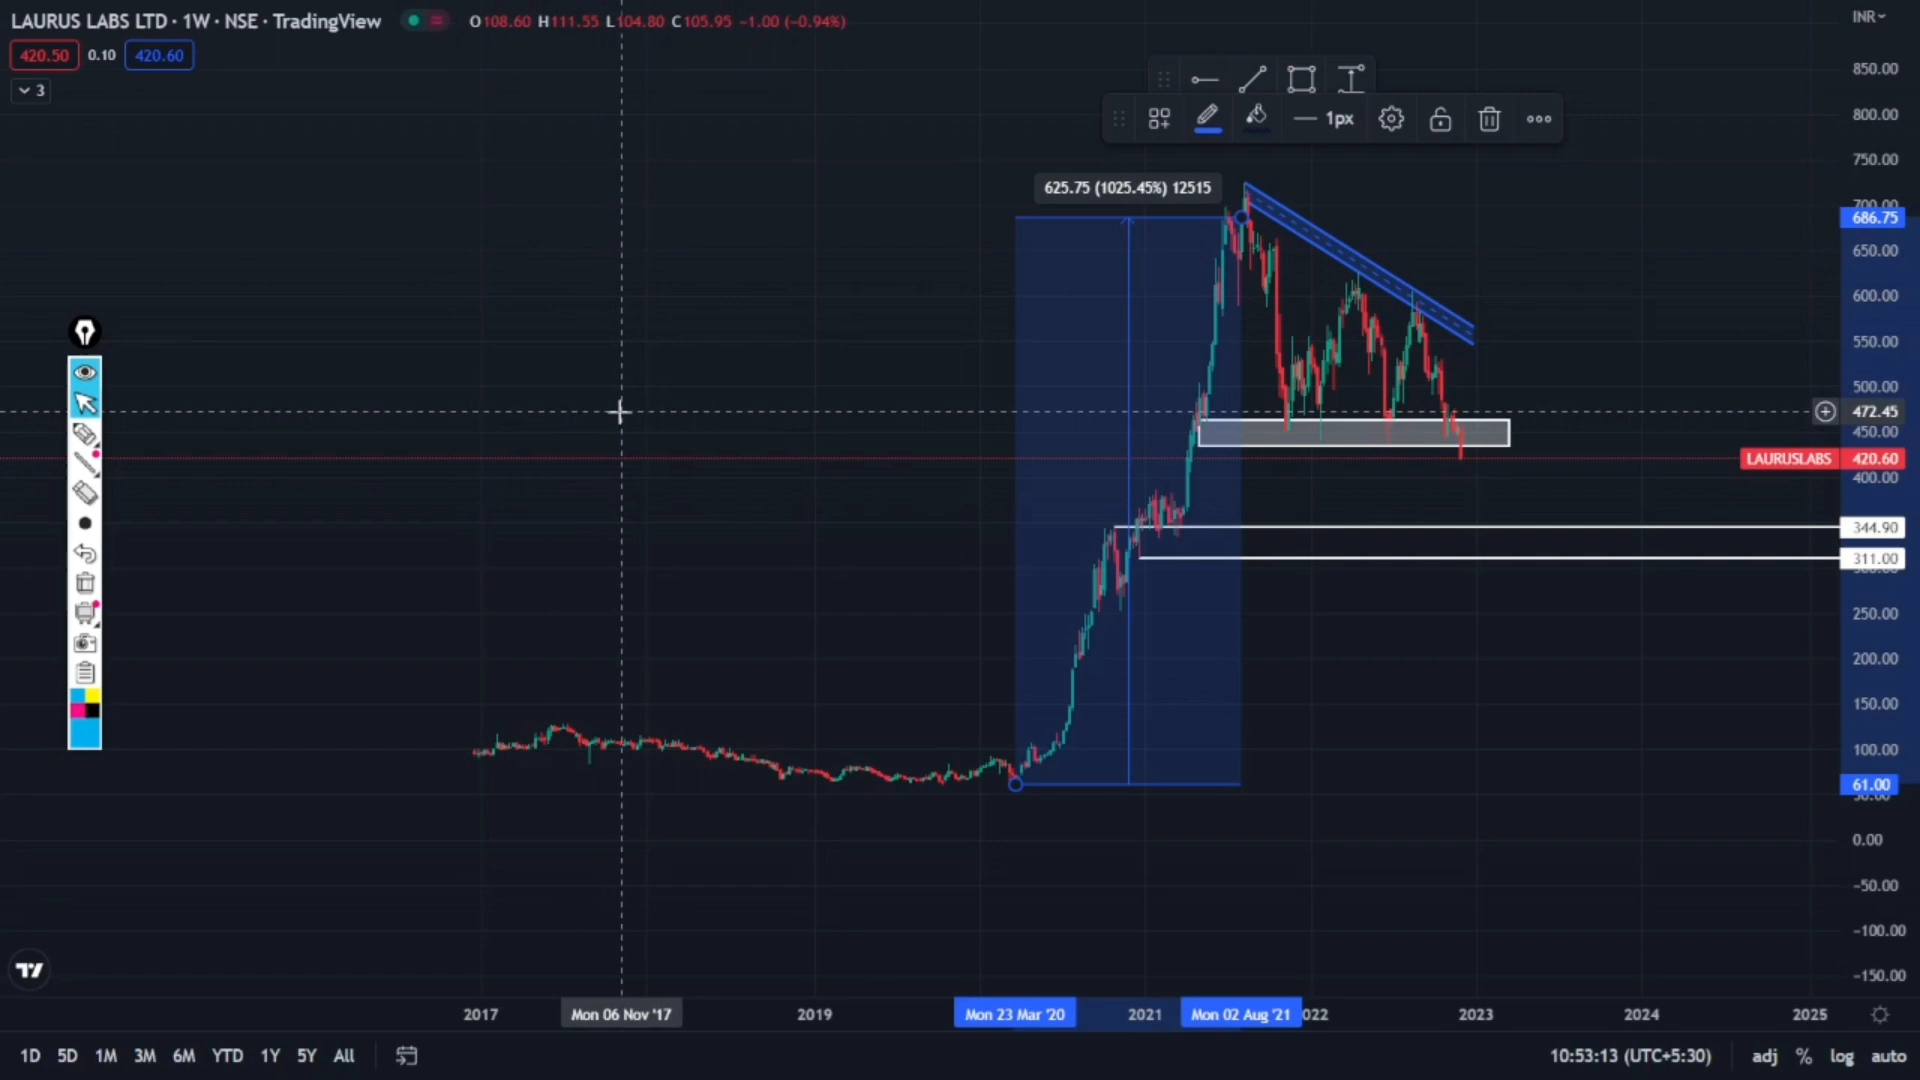 LAURUS LABS LTD · 1W · NSE · TradingView
O108.60 H111.55 L104.80 C105.95 −1.00 (−0.94%)
INR
420.50 0.10 420.60
3
1px
625.75 (1025.45%) 12515
850.00
800.00
750.00
700.00
686.75
650.00
600.00
550.00
500.00
472.45
450.00
LAURUSLABS 420.60
400.00
344.90
311.00
250.00
200.00
150.00
100.00
61.00
0.00
−50.00
−100.00
−150.00
2017 Mon 06 Nov '17 2019 Mon 23 Mar '20 2021 Mon 02 Aug '21 022 2023 2024 2025
1D 5D 1M 3M 6M YTD 1Y 5Y All 10:53:13 (UTC+5:30) adj % log auto